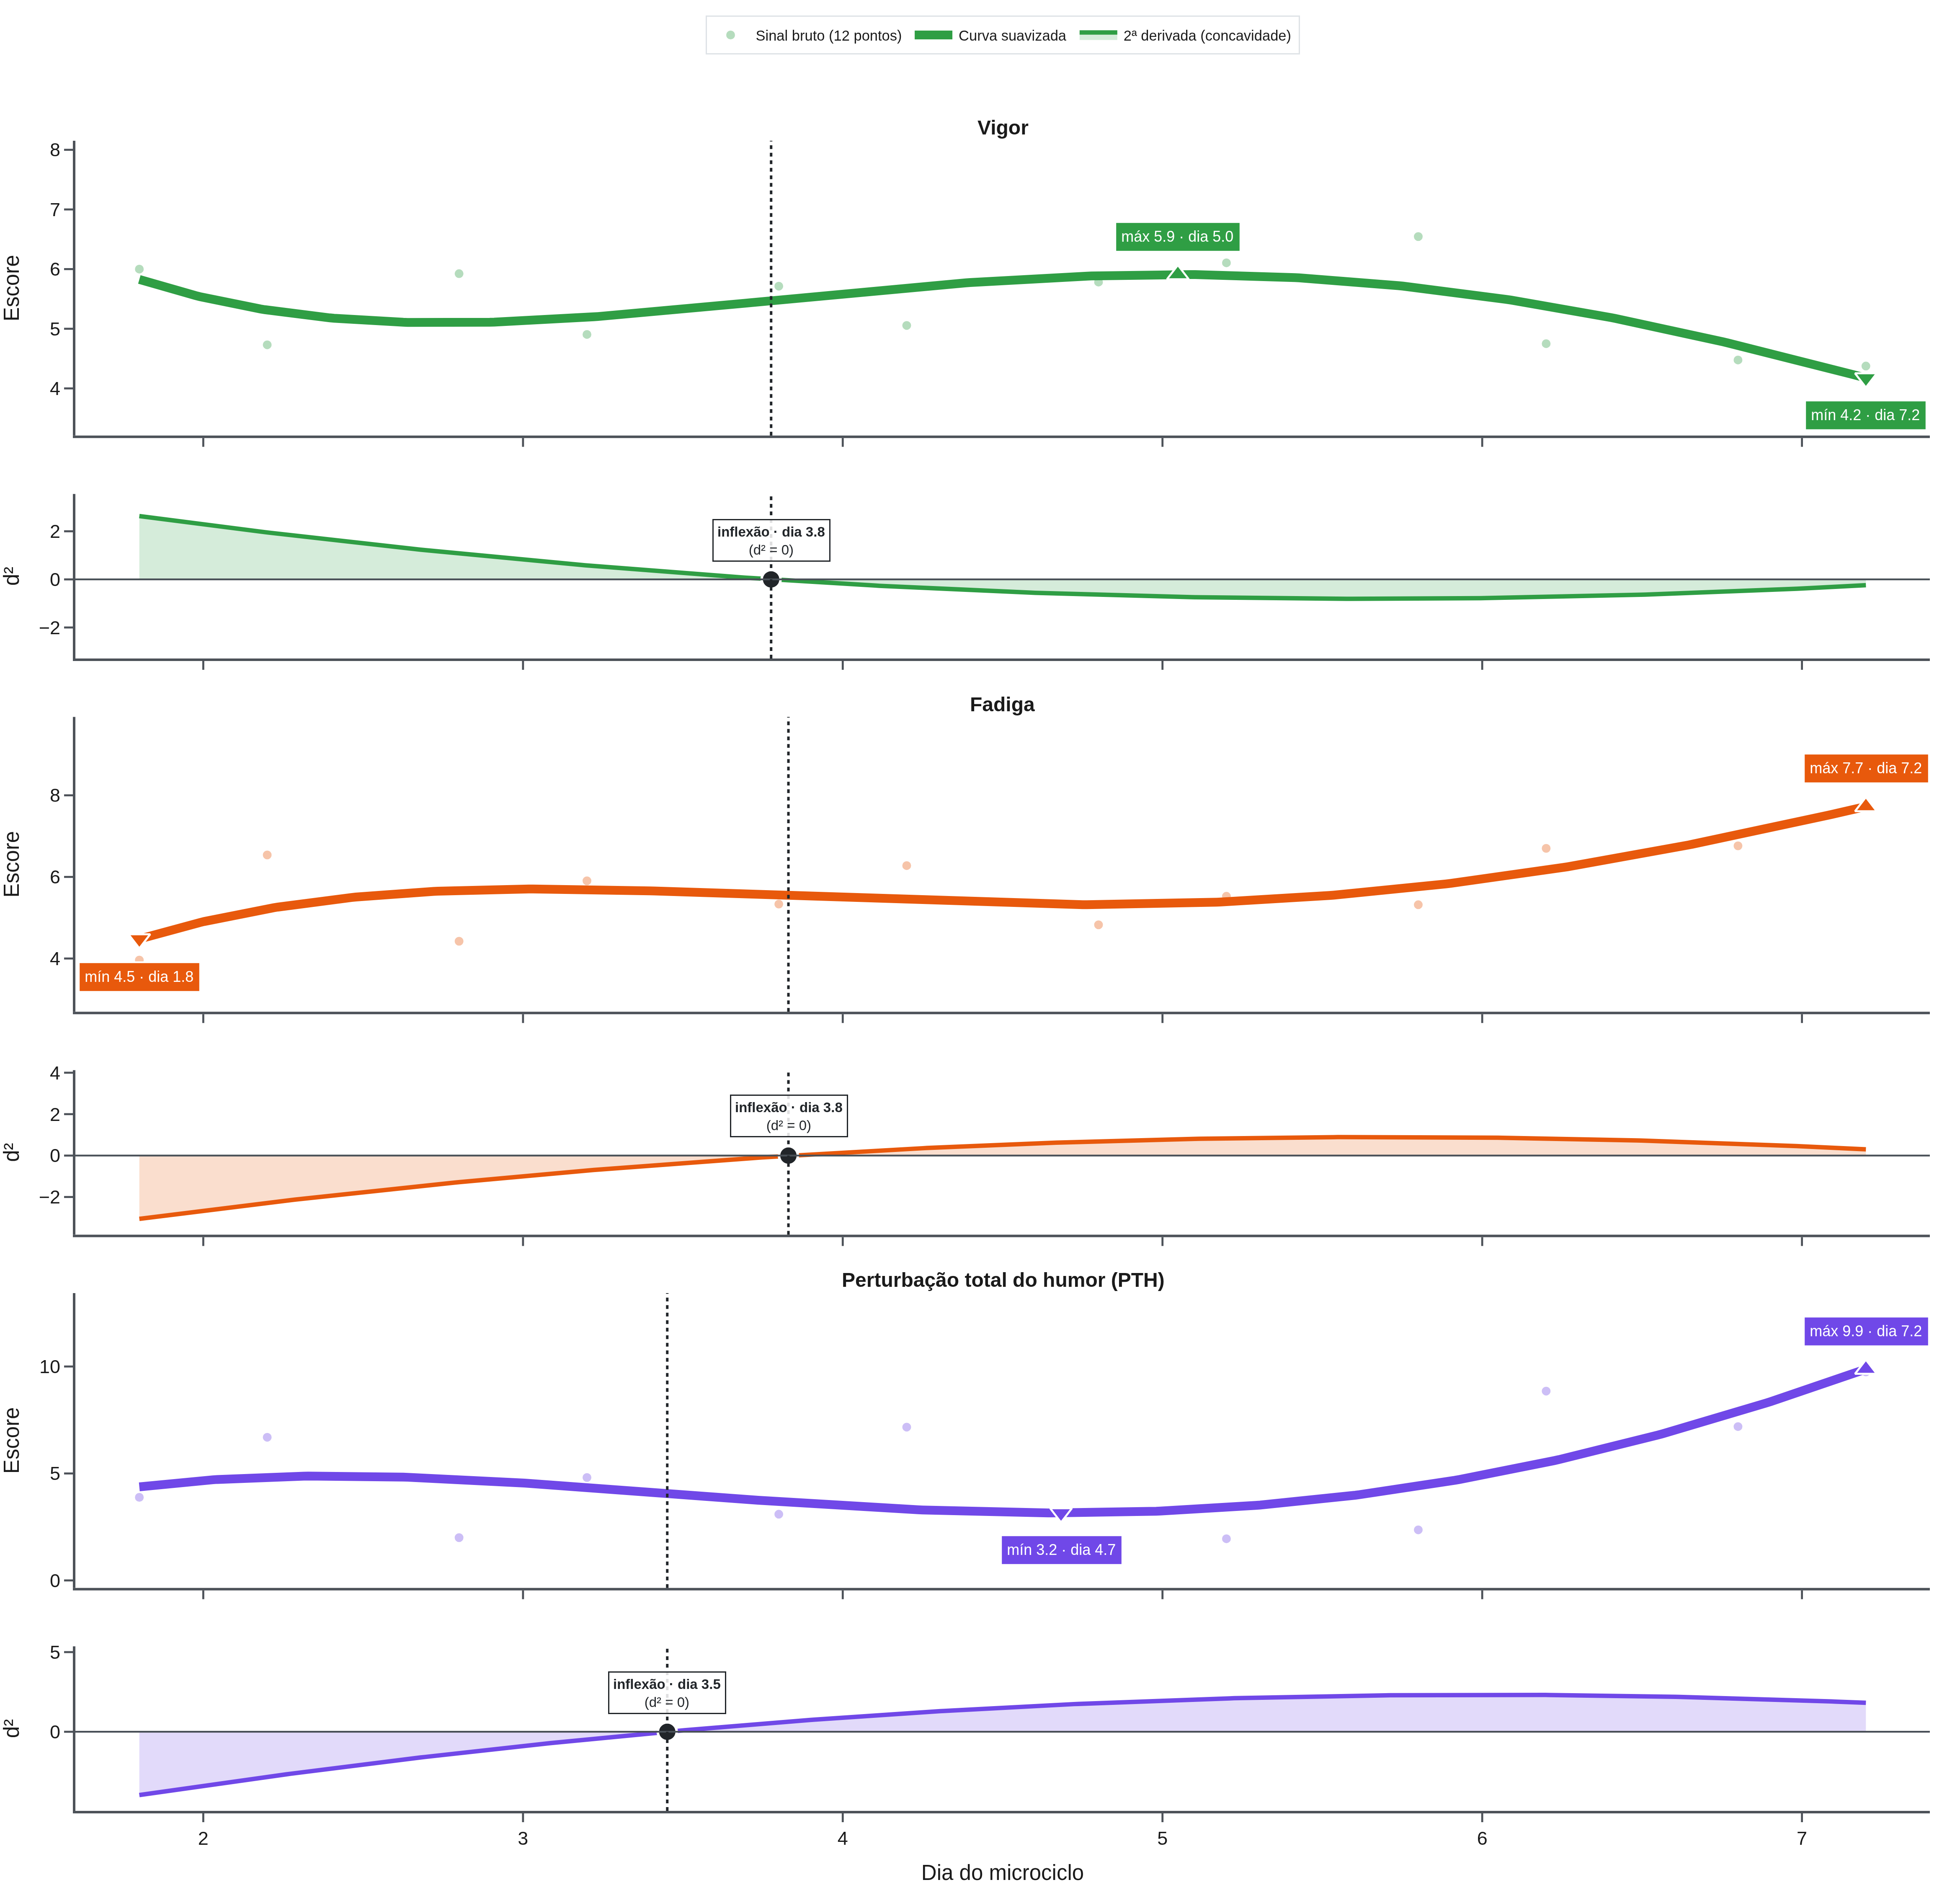 Sinal bruto (12 pontos) Curva suavizada 2ª derivada (concavidade)
Vigor
8
7
6
5
4
Escore
máx 5.9 · dia 5.0
mín 4.2 · dia 7.2
2
0
−2
d²
inflexão · dia 3.8
(d² = 0)
Fadiga
8
6
4
Escore
máx 7.7 · dia 7.2
mín 4.5 · dia 1.8
4
2
0
−2
d²
inflexão · dia 3.8
(d² = 0)
Perturbação total do humor (PTH)
10
5
0
Escore
máx 9.9 · dia 7.2
mín 3.2 · dia 4.7
5
0
d²
inflexão · dia 3.5
(d² = 0)
2 3 4 5 6 7
Dia do microciclo